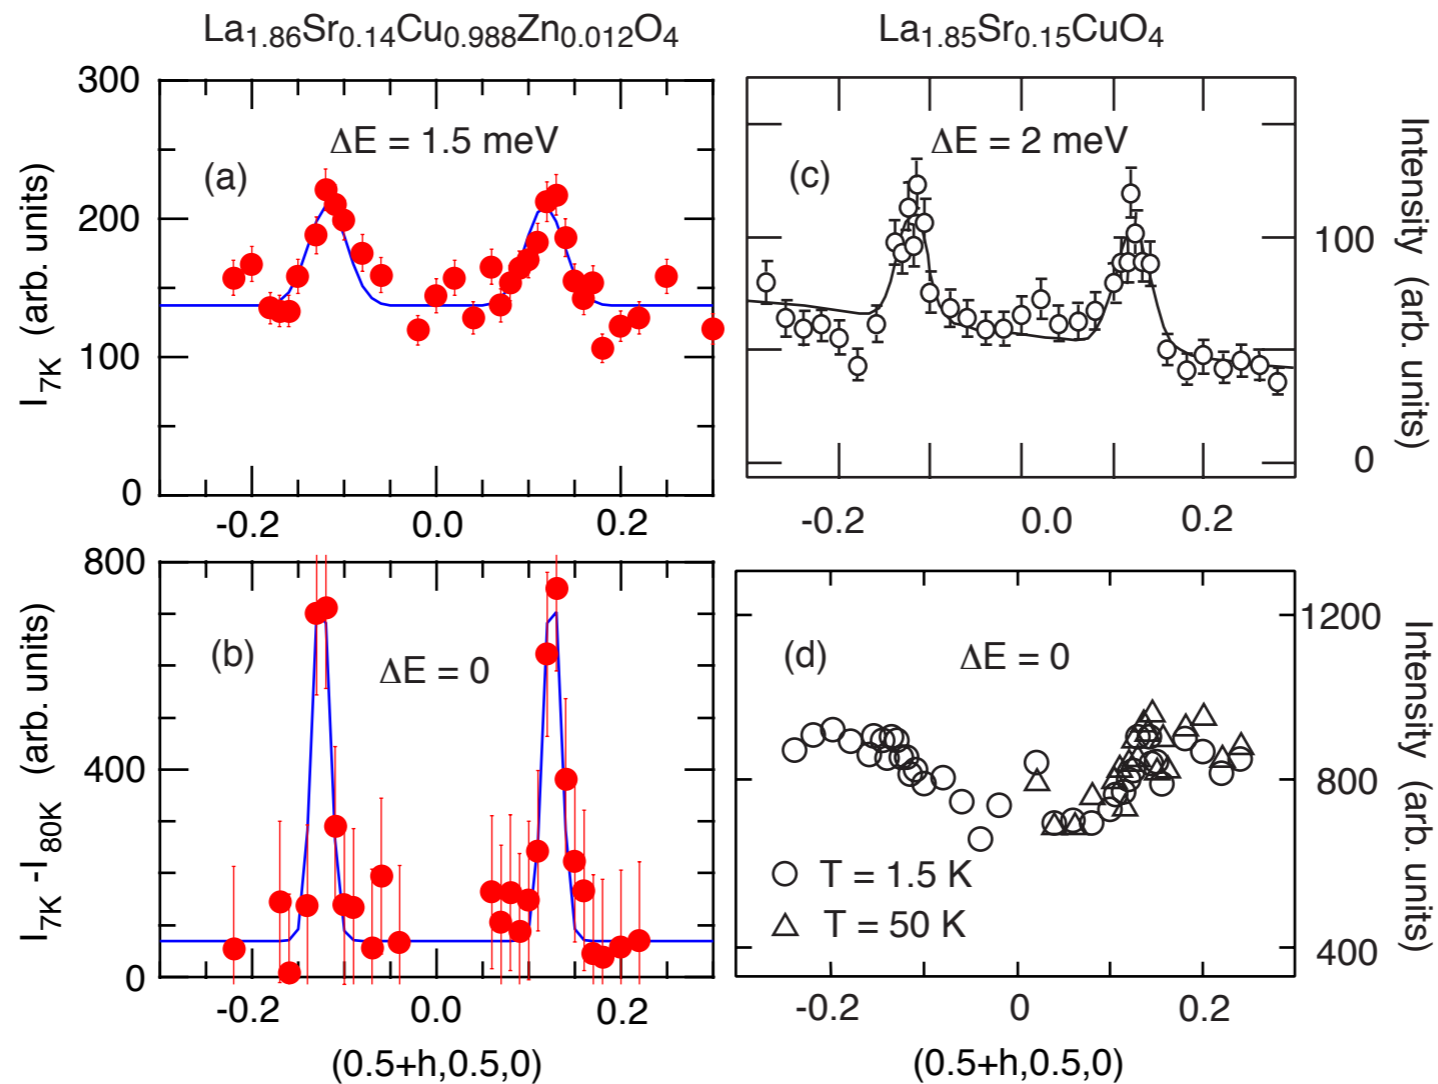 La1.86Sr0.14Cu0.988Zn0.012O4
La1.85Sr0.15CuO4
300
200
100
0
I7K (arb. units)
(a)
ΔE = 1.5 meV
-0.2 0.0 0.2
(c)
ΔE = 2 meV
100
0
Intensity (arb. units)
-0.2 0.0 0.2
800
400
0
I7K -I80K (arb. units)
(b)
ΔE = 0
-0.2 0.0 0.2
(0.5+h,0.5,0)
(d)
ΔE = 0
T = 1.5 K
T = 50 K
1200
800
400
Intensity (arb. units)
-0.2 0 0.2
(0.5+h,0.5,0)